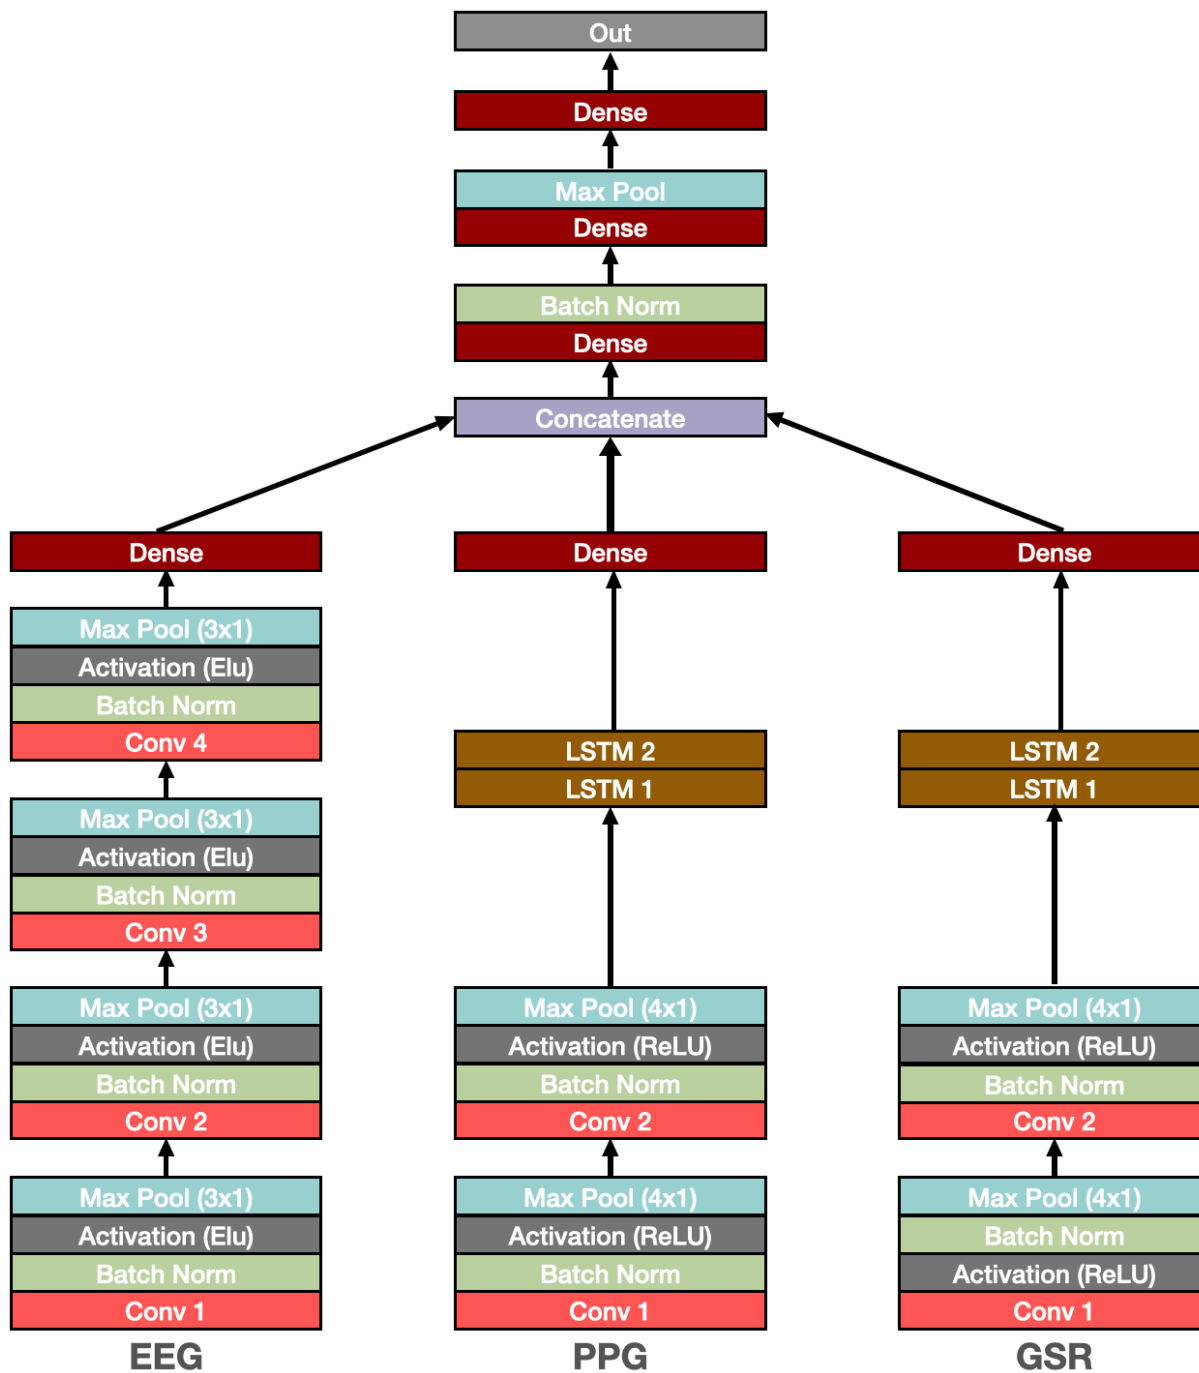 Out
Dense
Max Pool
Dense
Batch Norm
Dense
Concatenate
Dense
Max Pool (3x1)
Activation (Elu)
Batch Norm
Conv 4
Max Pool (3x1)
Activation (Elu)
Batch Norm
Conv 3
Max Pool (3x1)
Activation (Elu)
Batch Norm
Conv 2
Max Pool (3x1)
Activation (Elu)
Batch Norm
Conv 1
EEG
Dense
LSTM 2
LSTM 1
Max Pool (4x1)
Activation (ReLU)
Batch Norm
Conv 2
Max Pool (4x1)
Activation (ReLU)
Batch Norm
Conv 1
PPG
Dense
LSTM 2
LSTM 1
Max Pool (4x1)
Activation (ReLU)
Batch Norm
Conv 2
Max Pool (4x1)
Batch Norm
Activation (ReLU)
Conv 1
GSR